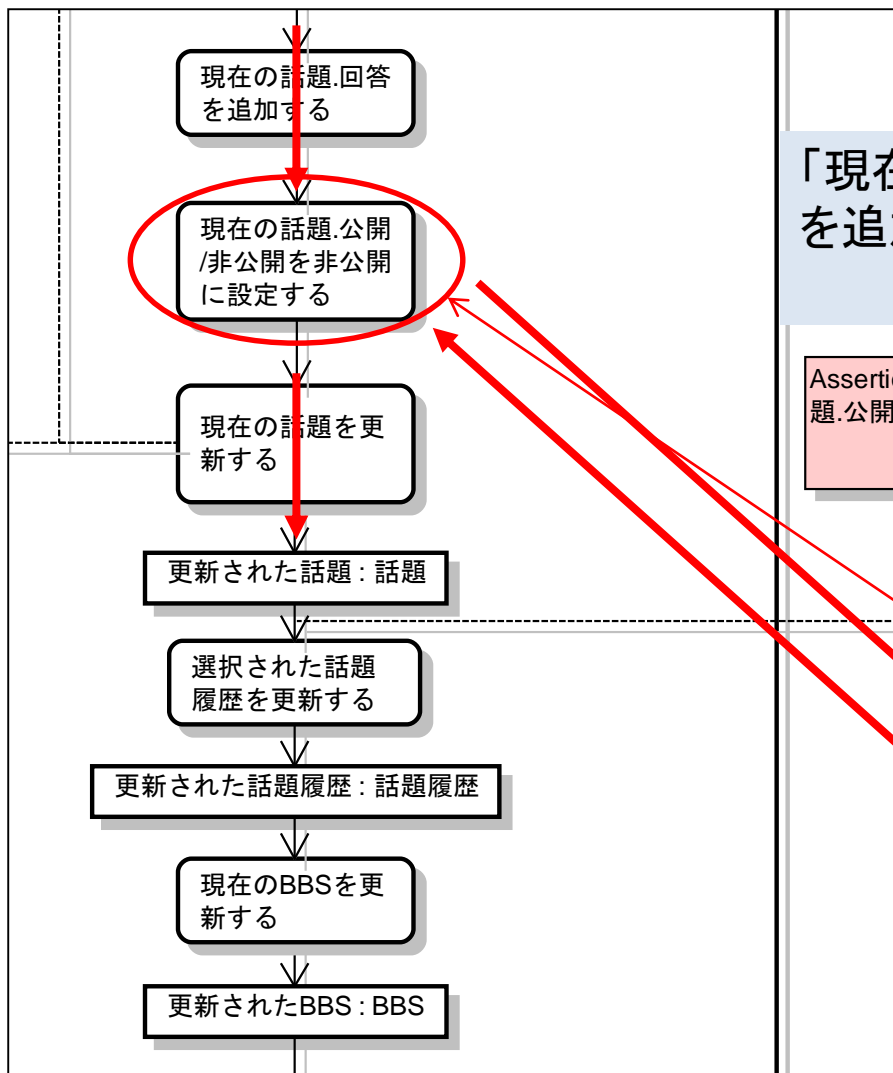 現在の話題.回答
を追加する
現在の話題.公開
/非公開を非公開
に設定する
現在の話題を更
新する
更新された話題 : 話題
選択された話題
履歴を更新する
更新された話題履歴 : 話題履歴
現在のBBSを更
新する
更新されたBBS : BBS
「現在
を追
Asserti
題.公開